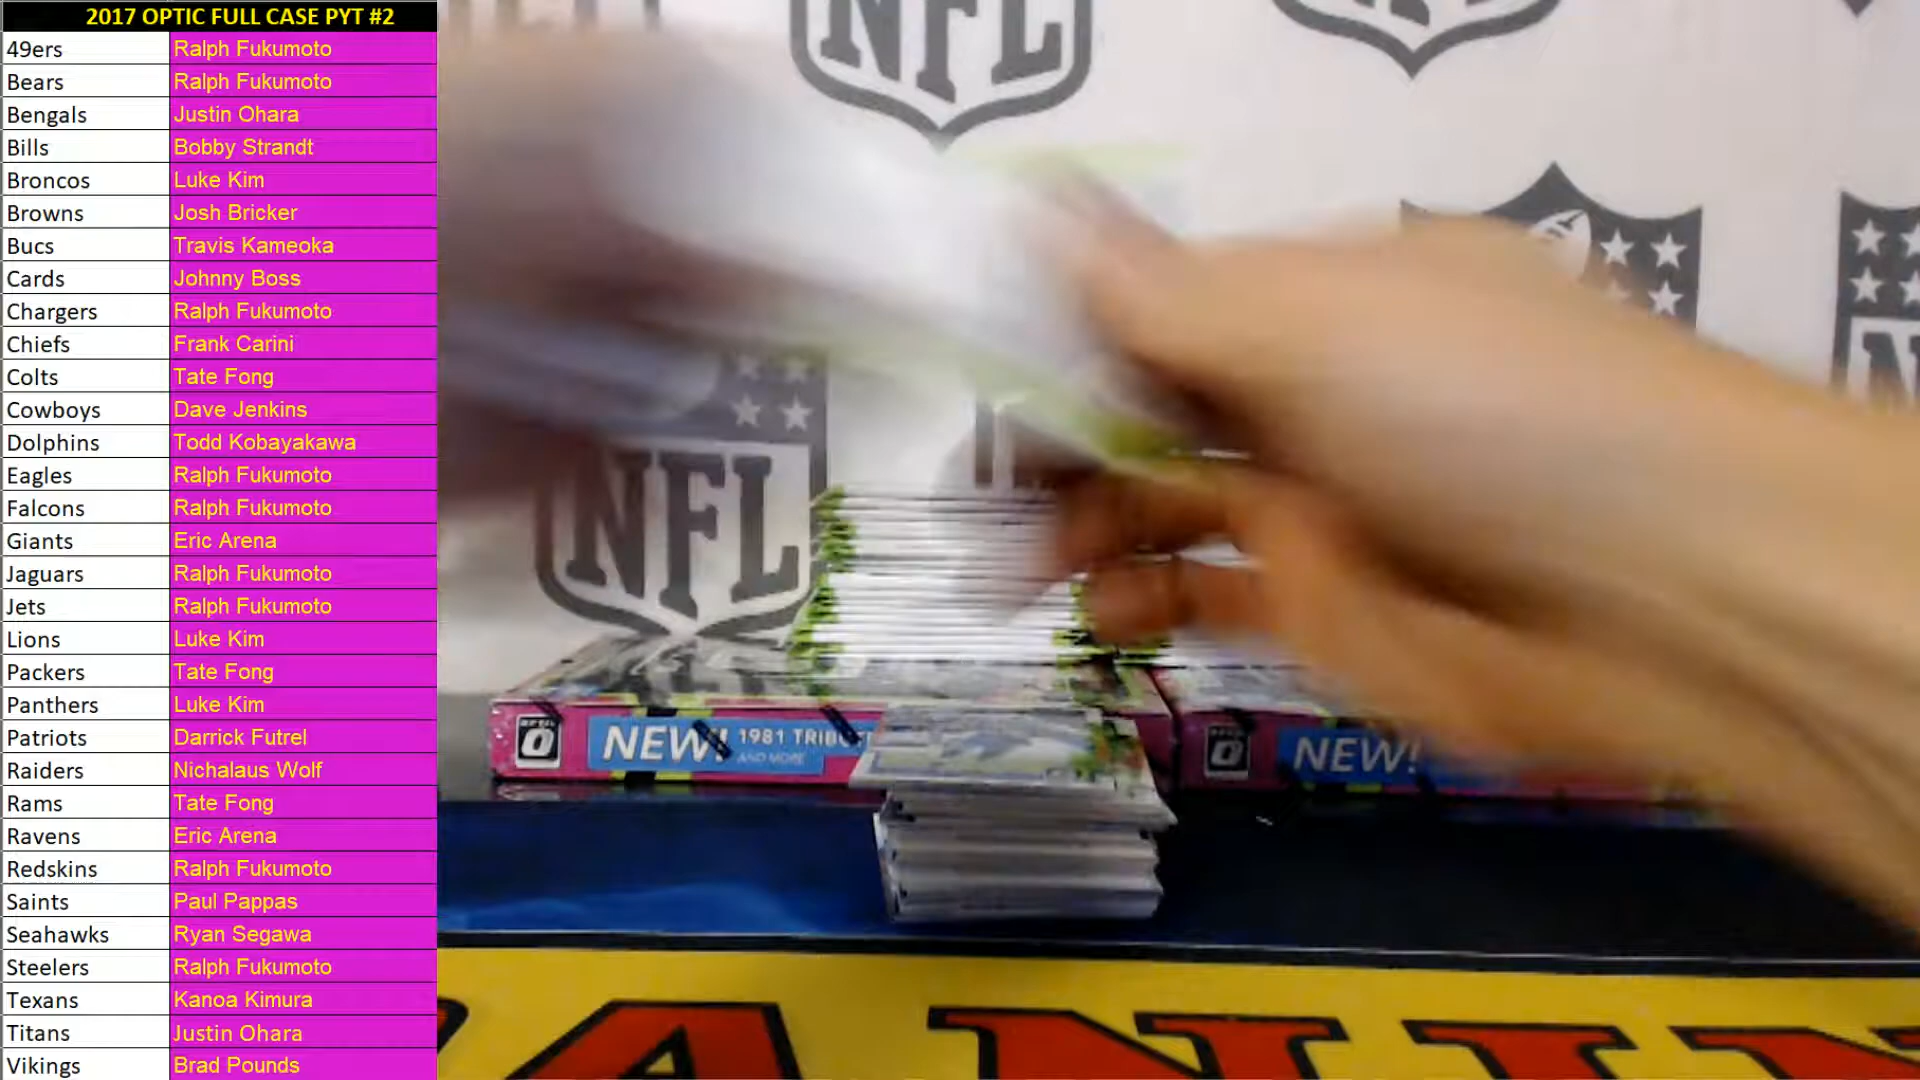 2017 OPTIC FULL CASE PYT #2
49ers Ralph Fukumoto
Bears Ralph Fukumoto
Bengals Justin Ohara
Bills Bobby Strandt
Broncos Luke Kim
Browns Josh Bricker
Bucs Travis Kameoka
Cards Johnny Boss
Chargers Ralph Fukumoto
Chiefs Frank Carini
Colts Tate Fong
Cowboys Dave Jenkins
Dolphins Todd Kobayakawa
Eagles Ralph Fukumoto
Falcons Ralph Fukumoto
Giants Eric Arena
Jaguars Ralph Fukumoto
Jets Ralph Fukumoto
Lions Luke Kim
Packers Tate Fong
Panthers Luke Kim
Patriots Darrick Futrel
Raiders Nichalaus Wolf
Rams Tate Fong
Ravens Eric Arena
Redskins Ralph Fukumoto
Saints Paul Pappas
Seahawks Ryan Segawa
Steelers Ralph Fukumoto
Texans Kanoa Kimura
Titans Justin Ohara
Vikings Brad Pounds
NFL
NFL
NEW! 1981
AND MORE
NEW!